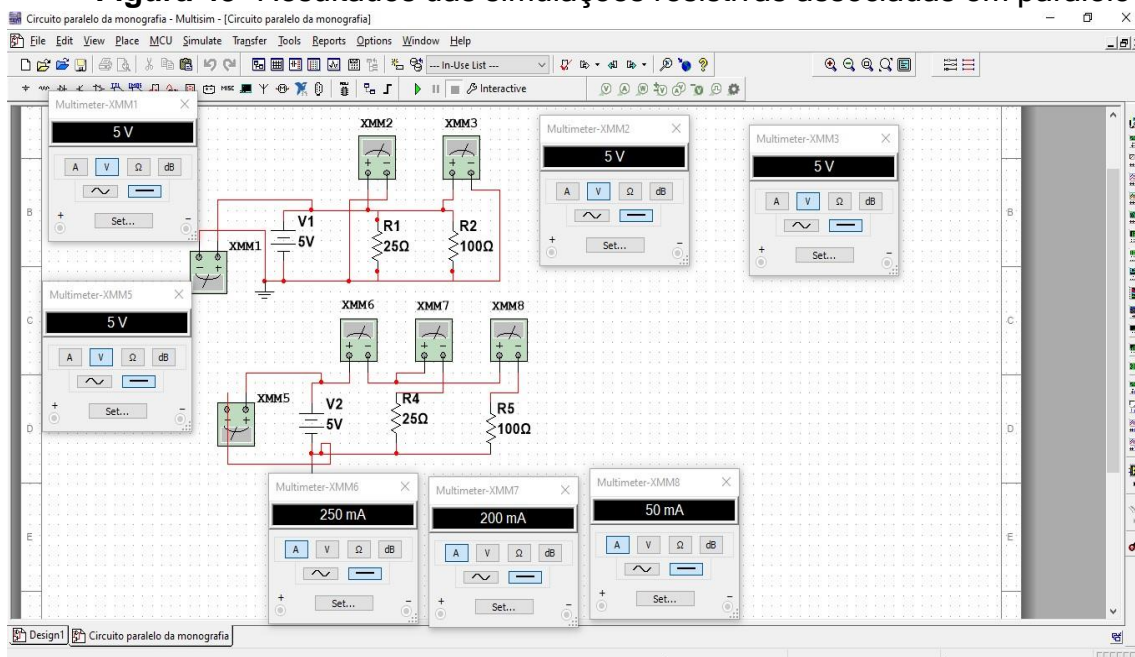 Figura 45- Resultados das simulações resistivas associadas em paralelo
Circuito paralelo da monografia - Multisim - [Circuito paralelo da monografia]
File Edit View Place MCU Simulate Transfer Tools Reports Options Window Help
--- In-Use List ---
MISC
Interactive
Multimeter-XMM1
5 V
A V Ω dB
Set...
+ -
XMM2 XMM3
Multimeter-XMM2
5 V
A V Ω dB
Set...
+ -
Multimeter-XMM3
5 V
A V Ω dB
Set...
+ -
B
B
XMM1
V1
5V
R1
25Ω
R2
100Ω
Multimeter-XMM5
5 V
A V Ω dB
Set...
+ -
XMM6 XMM7 XMM8
C
C
XMM5
V2
5V
R4
25Ω
R5
100Ω
D
D
Multimeter-XMM6
250 mA
A V Ω dB
Set...
+ -
Multimeter-XMM7
200 mA
A V Ω dB
Set...
+ -
Multimeter-XMM8
50 mA
A V Ω dB
Set...
+ -
E
E
Design1 Circuito paralelo da monografia